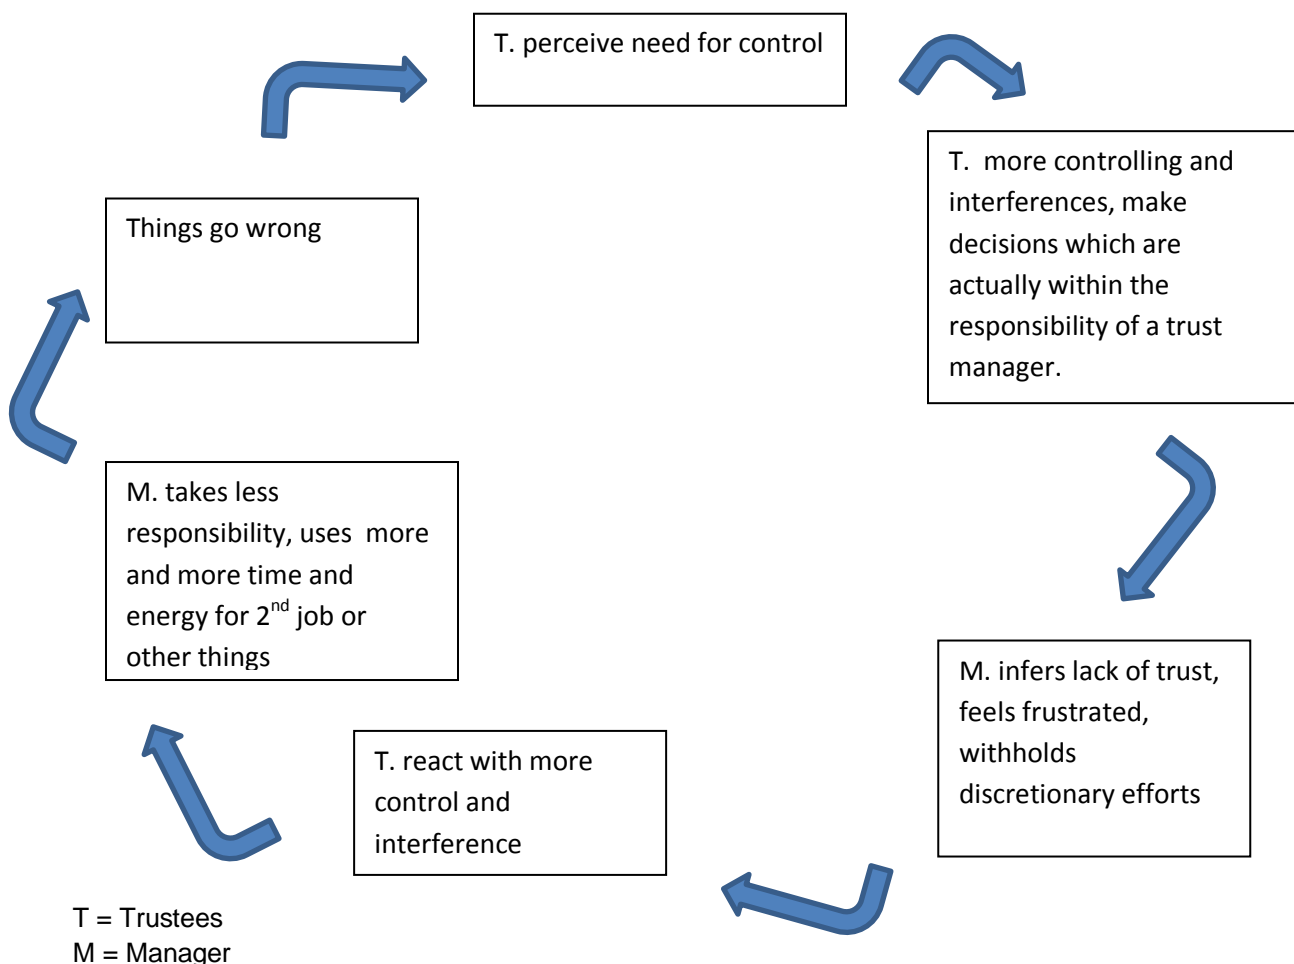 T. perceive need for control
T.  more controlling and
interferences, make
decisions which are
actually within the
responsibility of a trust
manager.
Things go wrong
M. takes less
responsibility, uses  more
and more time and
energy for 2nd job or
other things
M. infers lack of trust,
feels frustrated,
withholds
discretionary efforts
T. react with more
control and
interference
T = Trustees
M = Manager